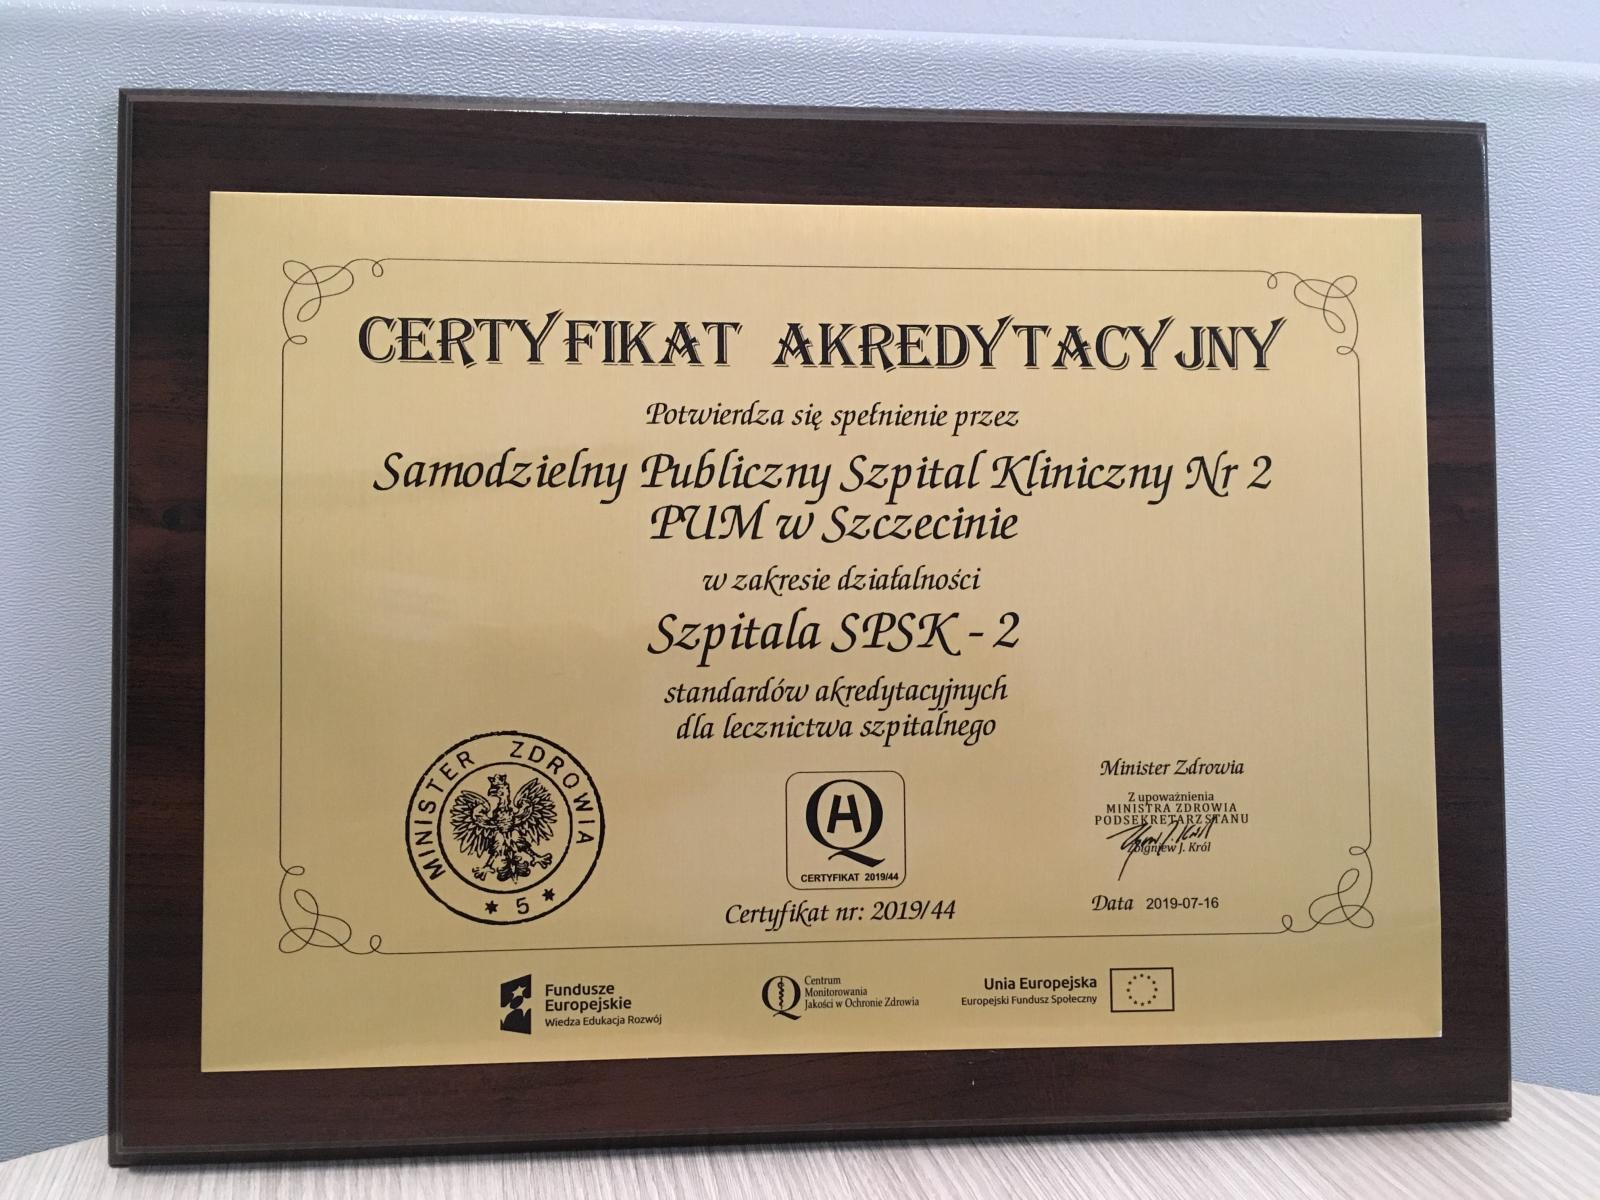 CERTYFIKAT AKREDYTACYJNY
Potwierdza się spełnienie przez
Samodzielny Publiczny Szpital Kliniczny Nr 2
PUM w Szczecinie
w zakresie działalności
Szpitala SPSK - 2
standardów akredytacyjnych
dla lecznictwa szpitalnego
MINISTER ZDROWIA
* 5 *
CERTYFIKAT 2019/44
Certyfikat nr: 2019/44
Minister Zdrowia
Z upoważnienia
MINISTRA ZDROWIA
PODSEKRETARZ STANU
Zbigniew J. Król
Data 2019-07-16
Fundusze
Europejskie
Wiedza Edukacja Rozwój
Centrum
Monitorowania
Jakości w Ochronie Zdrowia
Unia Europejska
Europejski Fundusz Społeczny